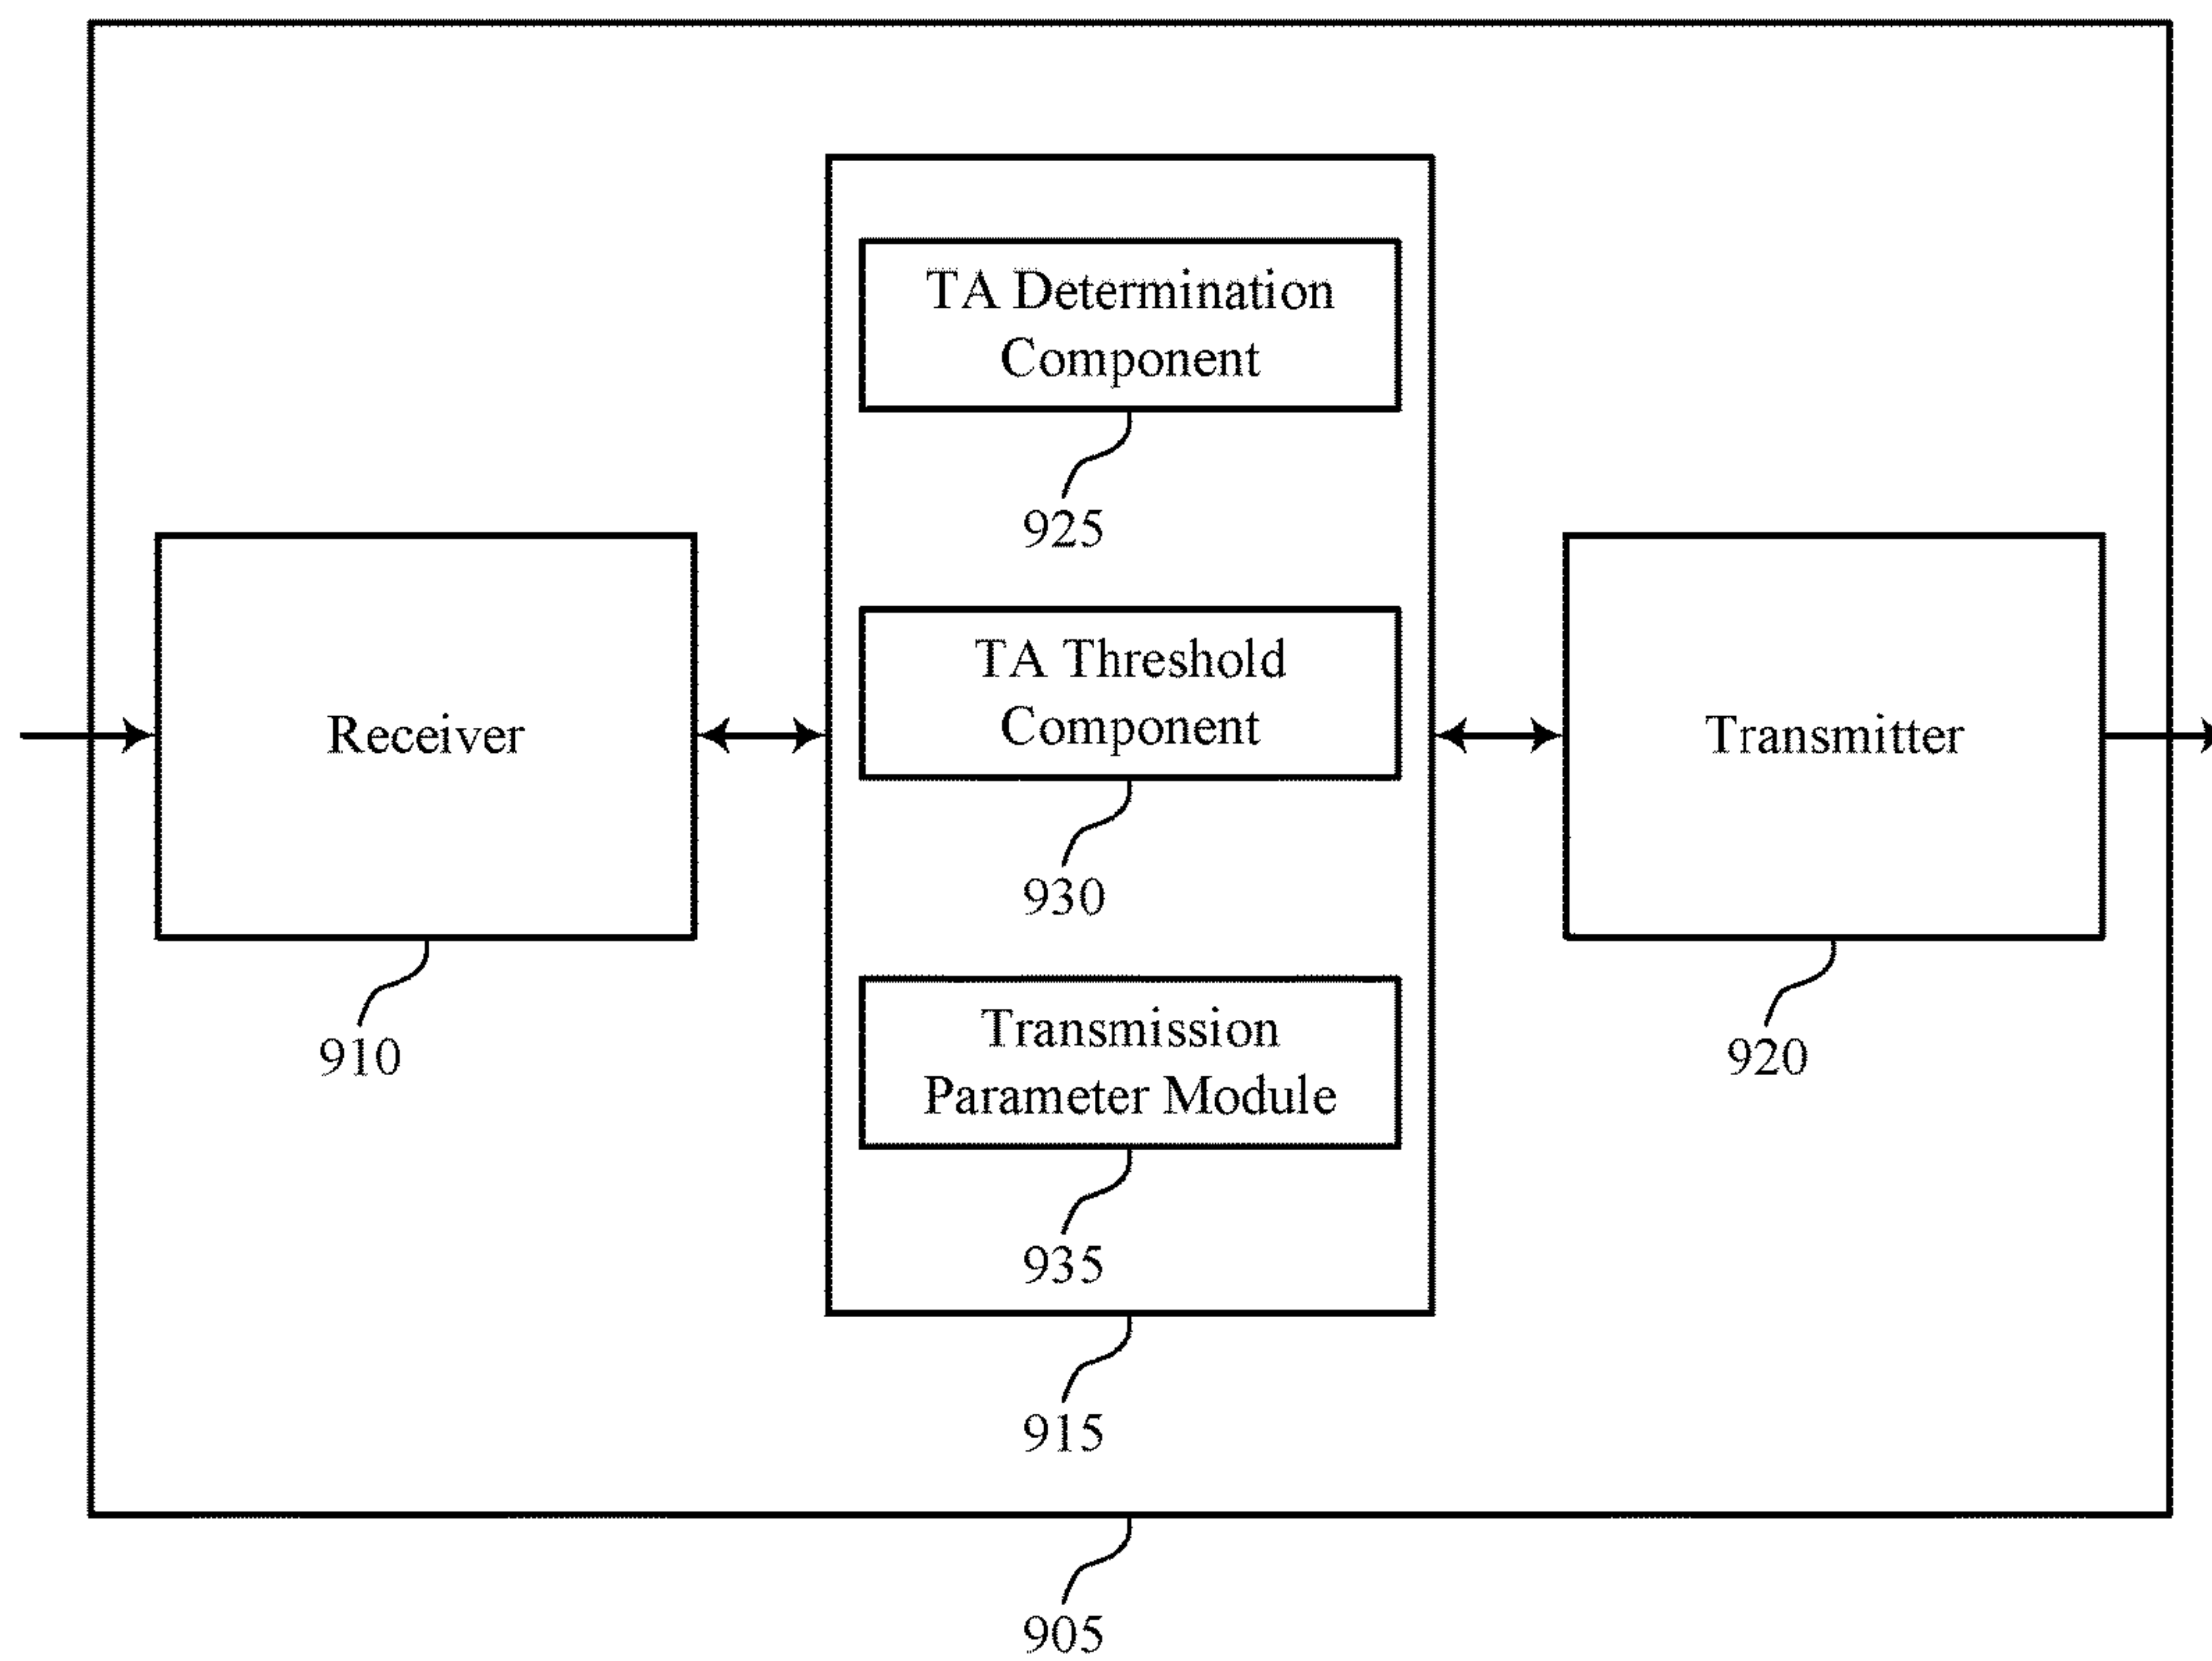 TA Determination
Component
925
Receiver
910
TA Threshold
Component
930
Transmission
Parameter Module
935
915
Transmitter
920
905